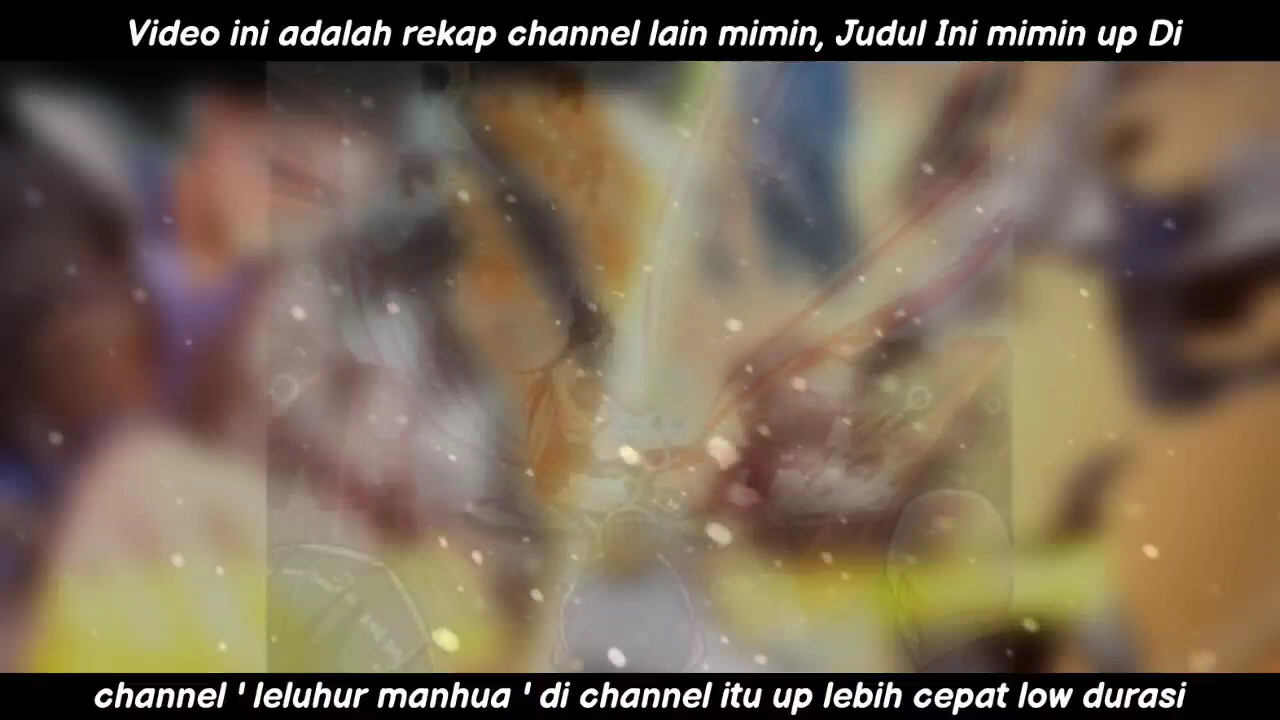 Video ini adalah rekap channel lain mimin, Judul Ini mimin up Di
channel ' leluhur manhua ' di channel itu up lebih cepat low durasi